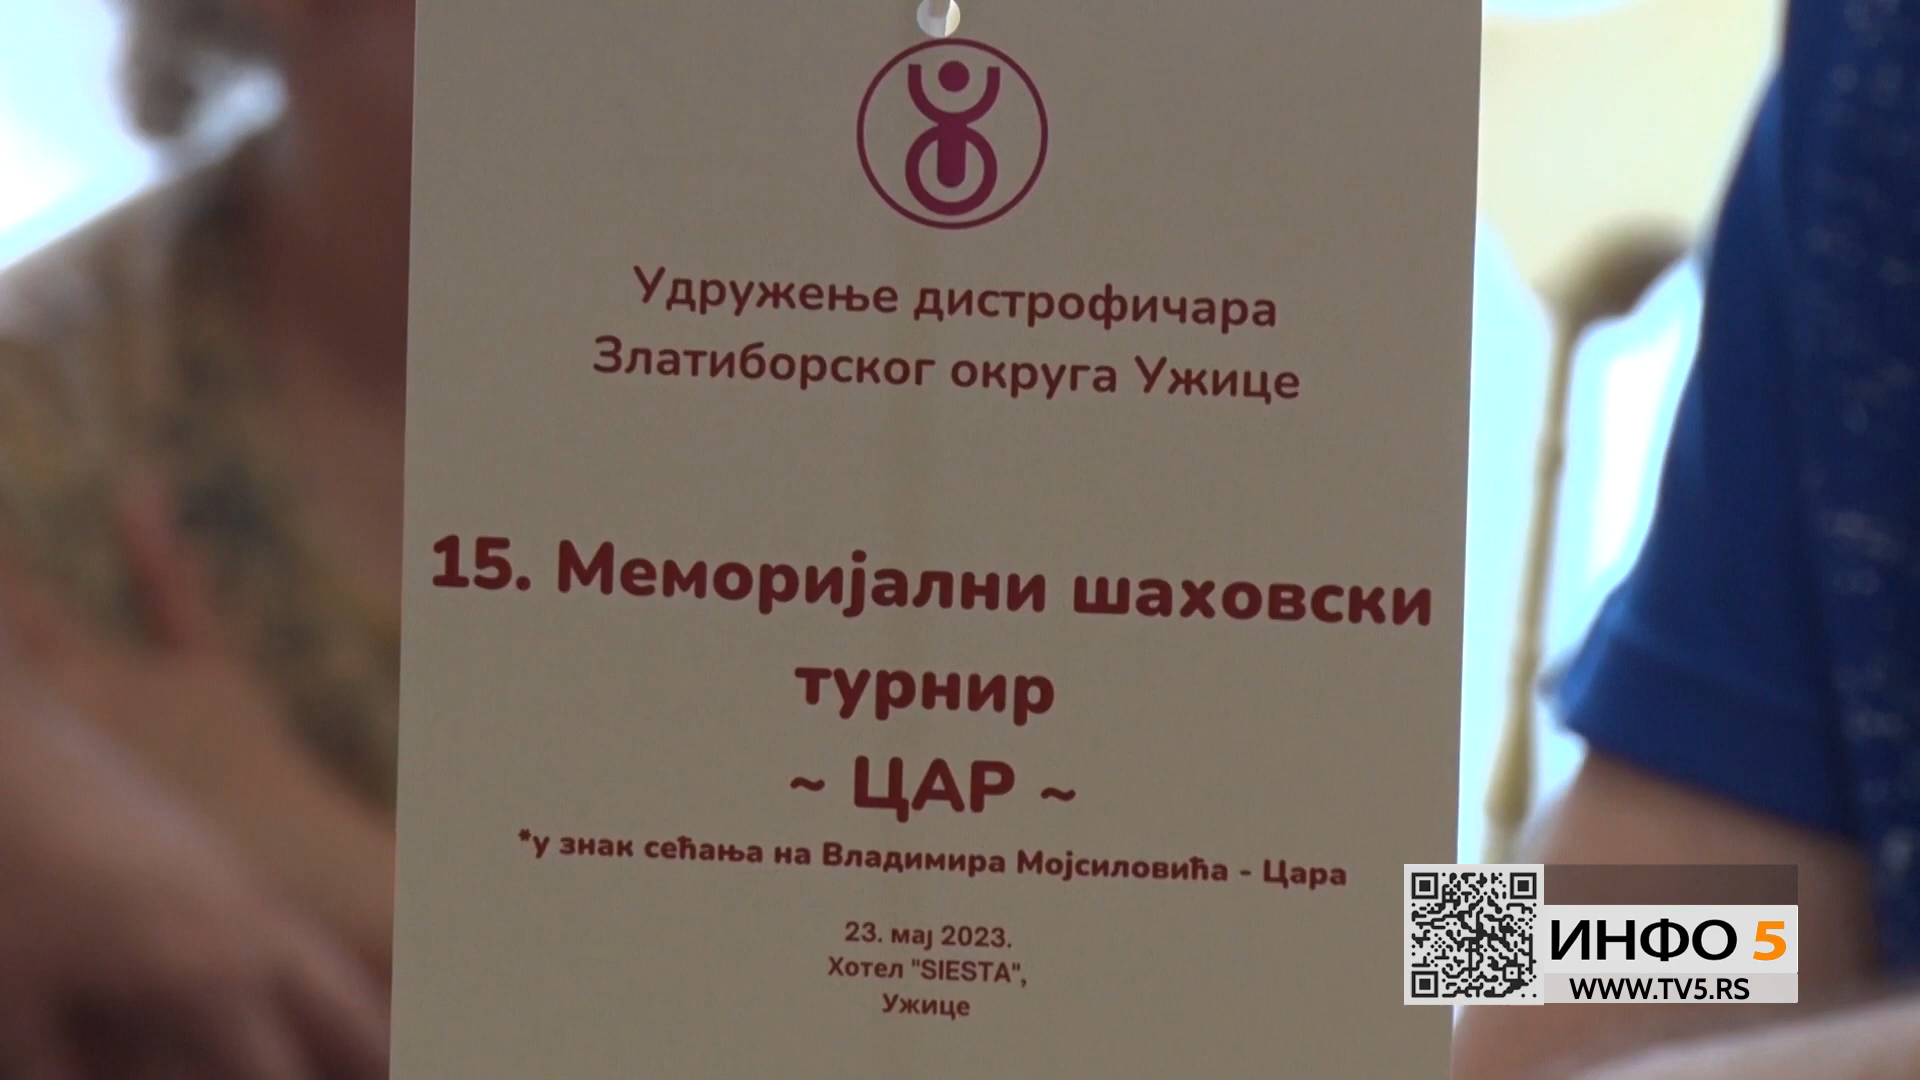 Удружење дистрофичара
Златиборског округа Ужице
15. Меморијални шаховски
турнир
~ ЦАР ~
*у знак сећања на Владимира Мојсиловића - Цара
23. мај 2023.
Хотел "SIESTA",
Ужице
ИНФО 5
WWW.TV5.RS